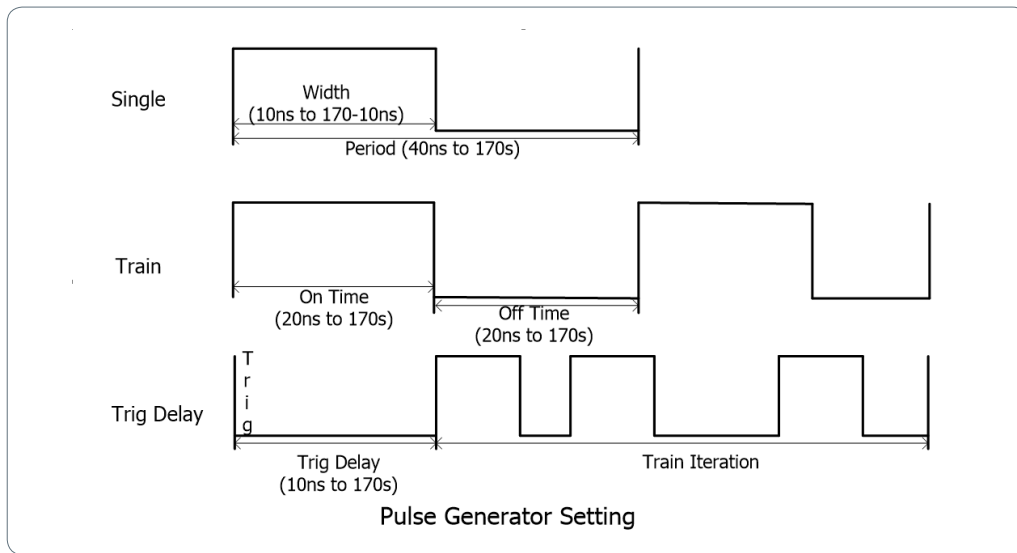 Single
Width
(10ns to 170-10ns)
Period (40ns to 170s)
Train
On Time
(20ns to 170s)
Off Time
(20ns to 170s)
Trig
Trig Delay
Trig Delay
(10ns to 170s)
Train Iteration
Pulse Generator Setting